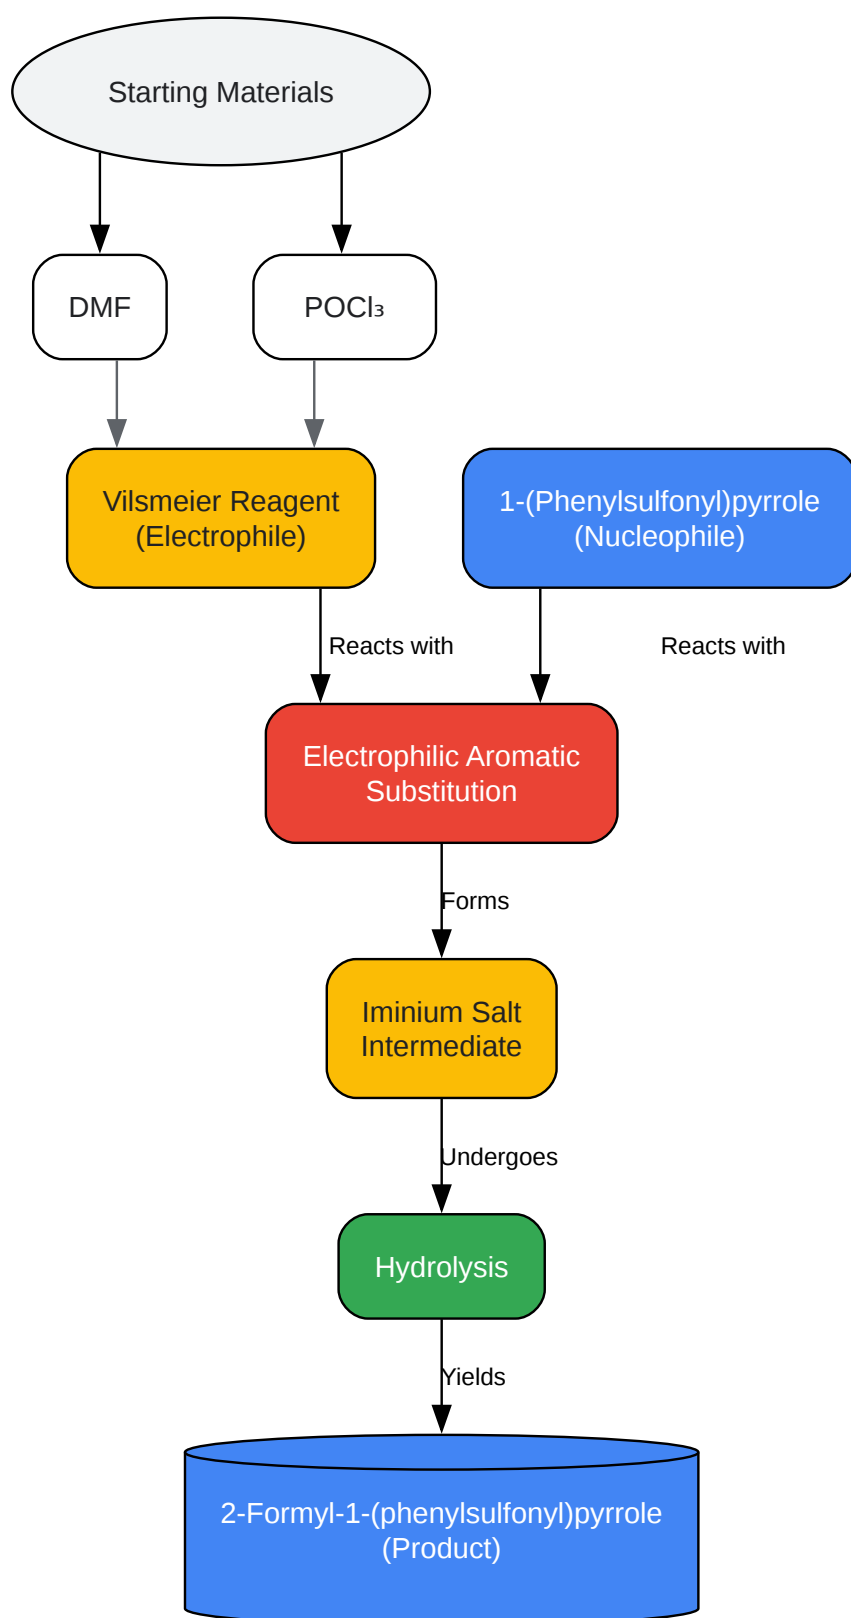 Starting Materials
DMF
POCl₃
Vilsmeier Reagent
(Electrophile)
1-(Phenylsulfonyl)pyrrole
(Nucleophile)
Reacts with
Reacts with
Electrophilic Aromatic
Substitution
Forms
Iminium Salt
Intermediate
Undergoes
Hydrolysis
Yields
2-Formyl-1-(phenylsulfonyl)pyrrole
(Product)